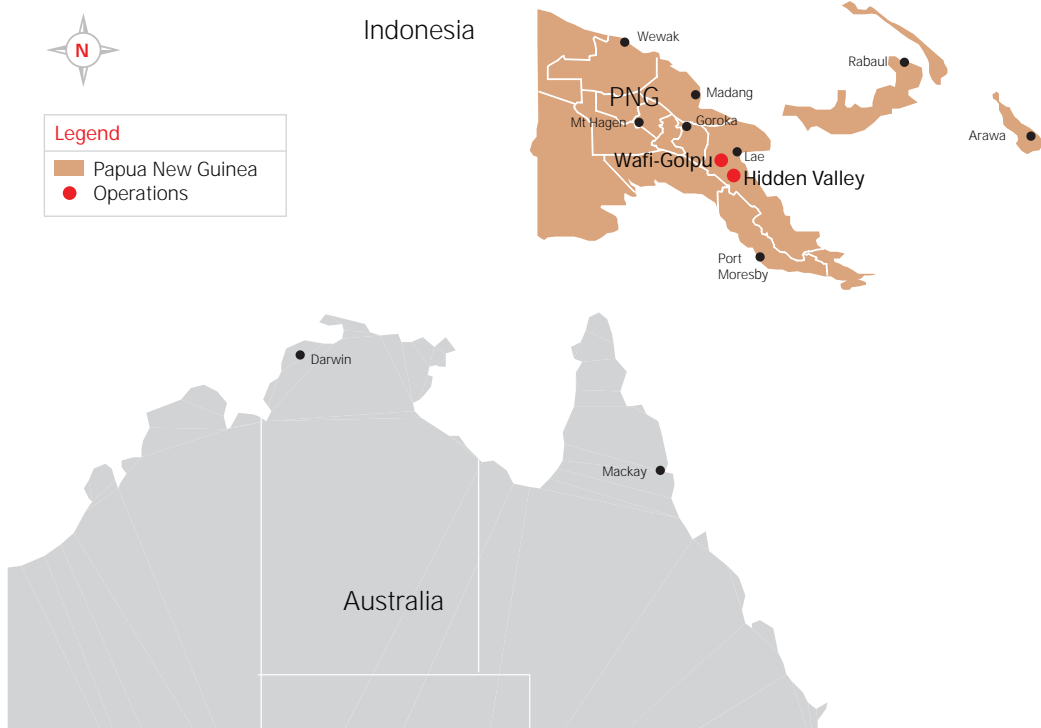 Indonesia
N
Wewak
Rabaul
PNG
Madang
Mt Hagen
Goroka
Arawa
Legend
Lae
Wafi-Golpu
Papua New Guinea
Hidden Valley
Operations
Port
Moresby
Darwin
Mackay
Australia